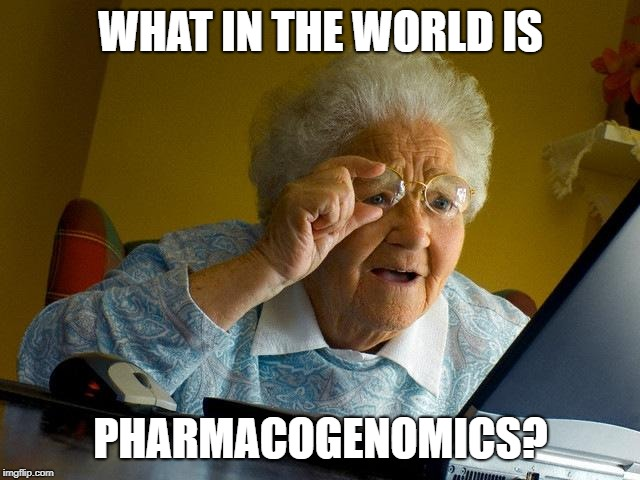 WHAT IN THE WORLD IS
PHARMACOGENOMICS?
imgflip.com